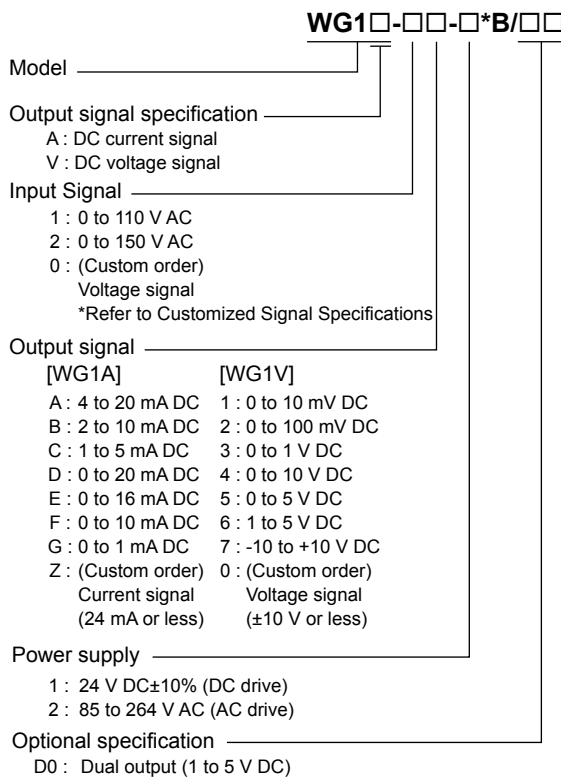 WG1□-□□-□*B/□□
Model
Output signal specification
A : DC current signal
V : DC voltage signal
Input Signal
1 : 0 to 110 V AC
2 : 0 to 150 V AC
0 : (Custom order)
Voltage signal
*Refer to Customized Signal Specifications
Output signal
[WG1A] [WG1V]
A : 4 to 20 mA DC 1 : 0 to 10 mV DC
B : 2 to 10 mA DC 2 : 0 to 100 mV DC
C : 1 to 5 mA DC 3 : 0 to 1 V DC
D : 0 to 20 mA DC 4 : 0 to 10 V DC
E : 0 to 16 mA DC 5 : 0 to 5 V DC
F : 0 to 10 mA DC 6 : 1 to 5 V DC
G : 0 to 1 mA DC 7 : -10 to +10 V DC
Z : (Custom order) 0 : (Custom order)
Current signal Voltage signal
(24 mA or less) (±10 V or less)
Power supply
1 : 24 V DC±10% (DC drive)
2 : 85 to 264 V AC (AC drive)
Optional specification
D0 : Dual output (1 to 5 V DC)